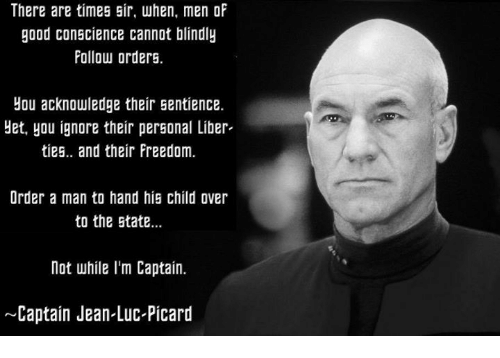 There are times sir, when, men of
good conscience cannot blindly
follow orders.
You acknowledge their sentience.
Yet, you ignore their personal Liber-
ties.. and their Freedom.
Order a man to hand his child over
to the state...
Not while I'm Captain.
~Captain Jean-Luc-Picard